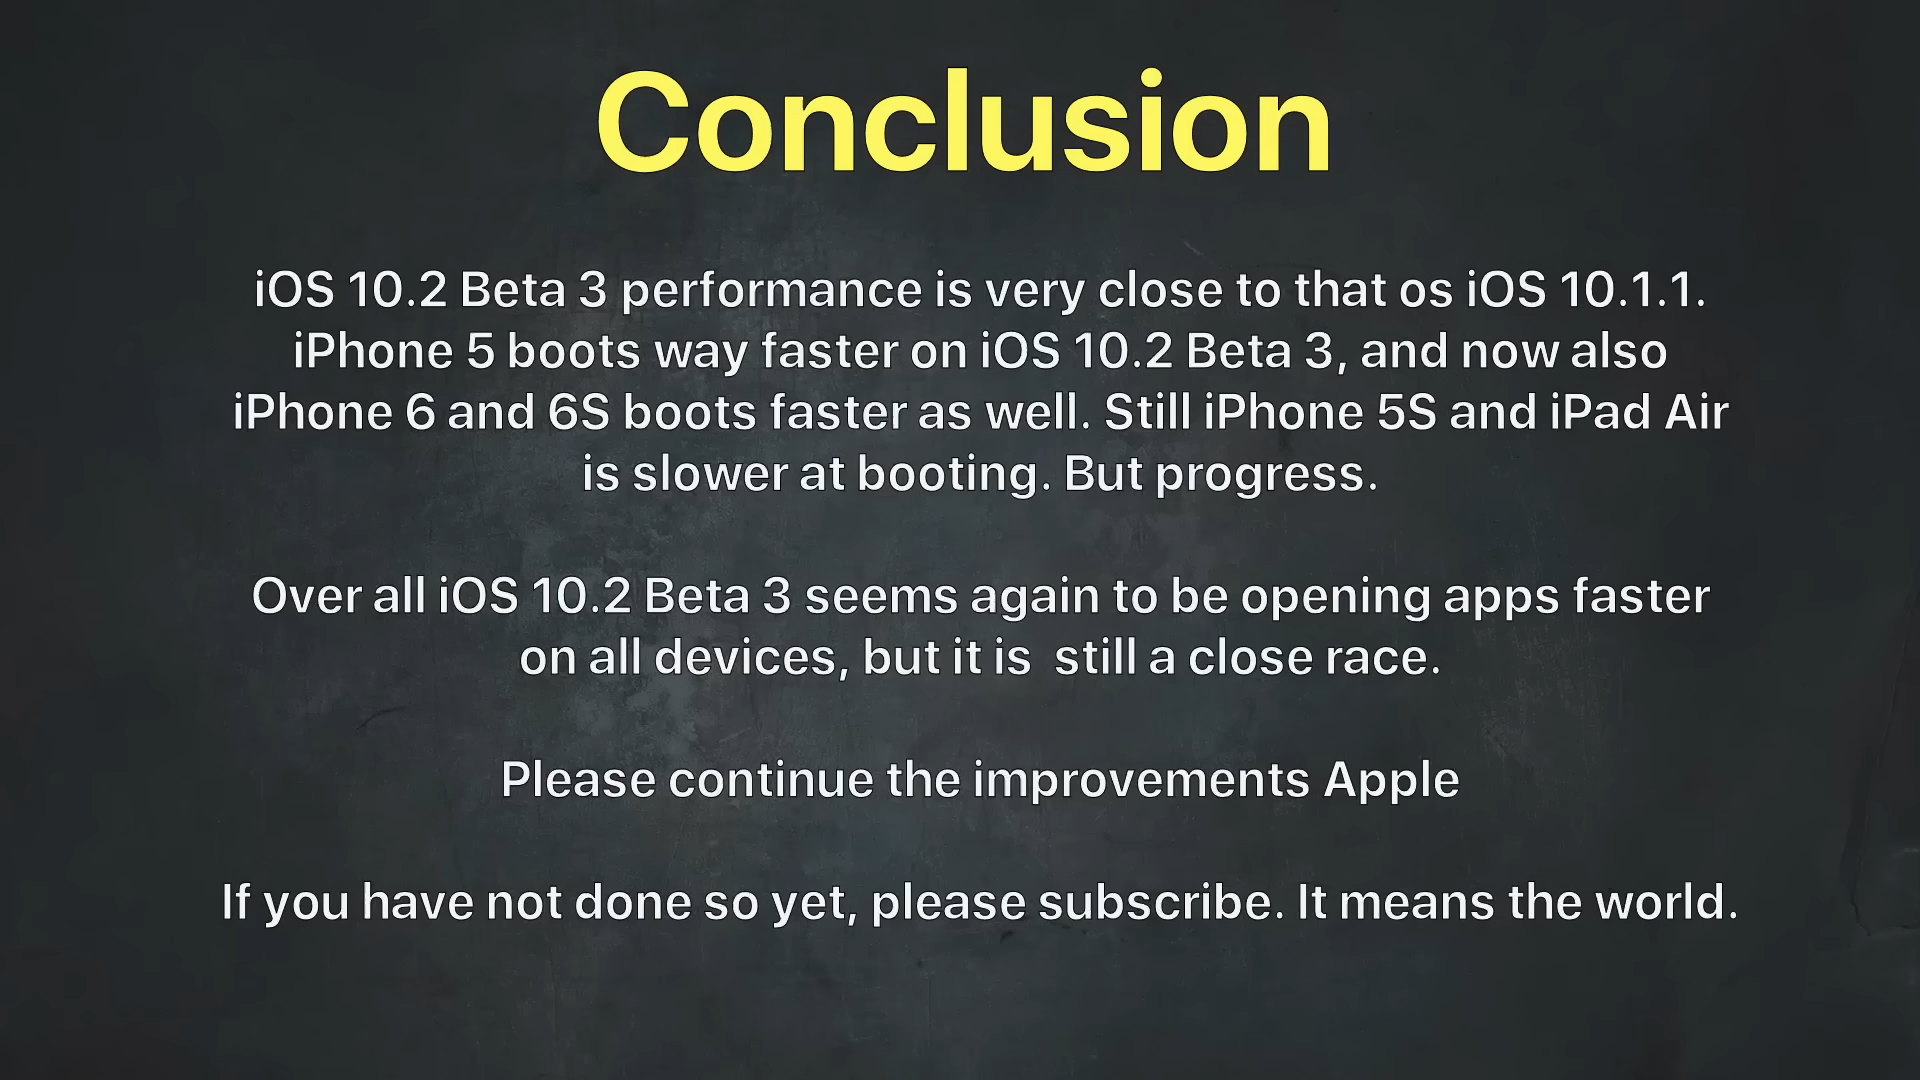 Conclusion
iOS 10.2 Beta 3 performance is very close to that os iOS 10.1.1.
iPhone 5 boots way faster on iOS 10.2 Beta 3, and now also
iPhone 6 and 6S boots faster as well. Still iPhone 5S and iPad Air
is slower at booting. But progress.
Over all iOS 10.2 Beta 3 seems again to be opening apps faster
on all devices, but it is  still a close race.
Please continue the improvements Apple
If you have not done so yet, please subscribe. It means the world.